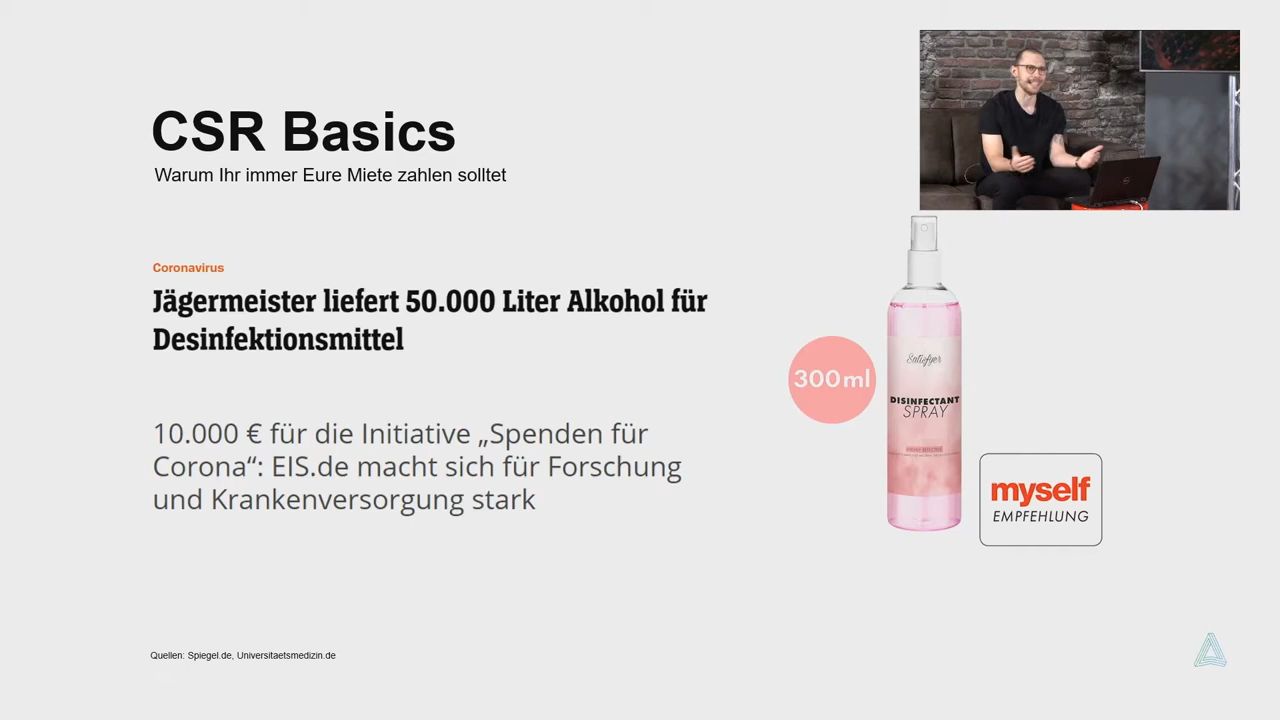 CSR Basics
Warum Ihr immer Eure Miete zahlen solltet
Coronavirus
Jägermeister liefert 50.000 Liter Alkohol für
Desinfektionsmittel
10.000 € für die Initiative „Spenden für
Corona“: EIS.de macht sich für Forschung
und Krankenversorgung stark
300ml
Satisfyer
DISINFECTANT
SPRAY
myself
EMPFEHLUNG
Quellen: Spiegel.de, Universitaetsmedizin.de